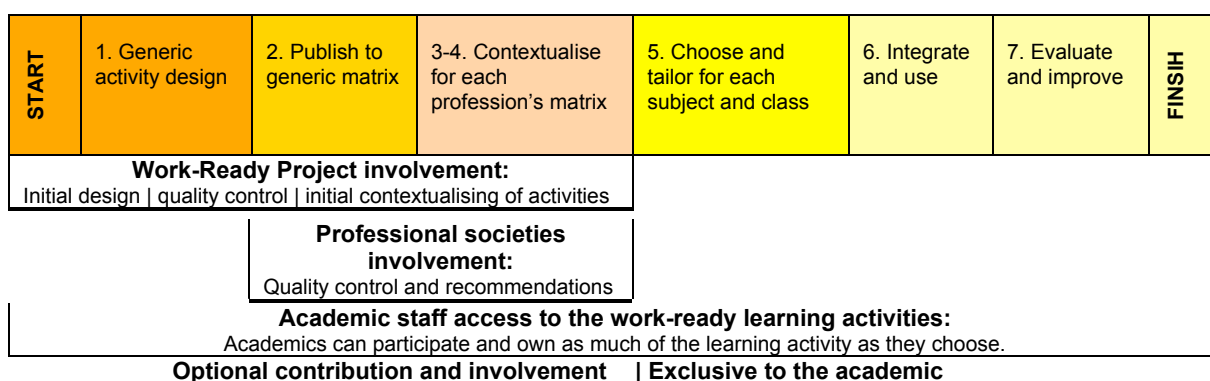 START
1. Generic
activity design
2. Publish to
generic matrix
3-4. Contextualise
for each
profession's matrix
5. Choose and
tailor for each
subject and class
6. Integrate
and use
7. Evaluate
and improve
FINSIH
Work-Ready Project involvement:
Initial design | quality control | initial contextualising of activities
Professional societies
involvement:
Quality control and recommendations
Academic staff access to the work-ready learning activities:
Academics can participate and own as much of the learning activity as they choose.
Optional contribution and involvement | Exclusive to the academic